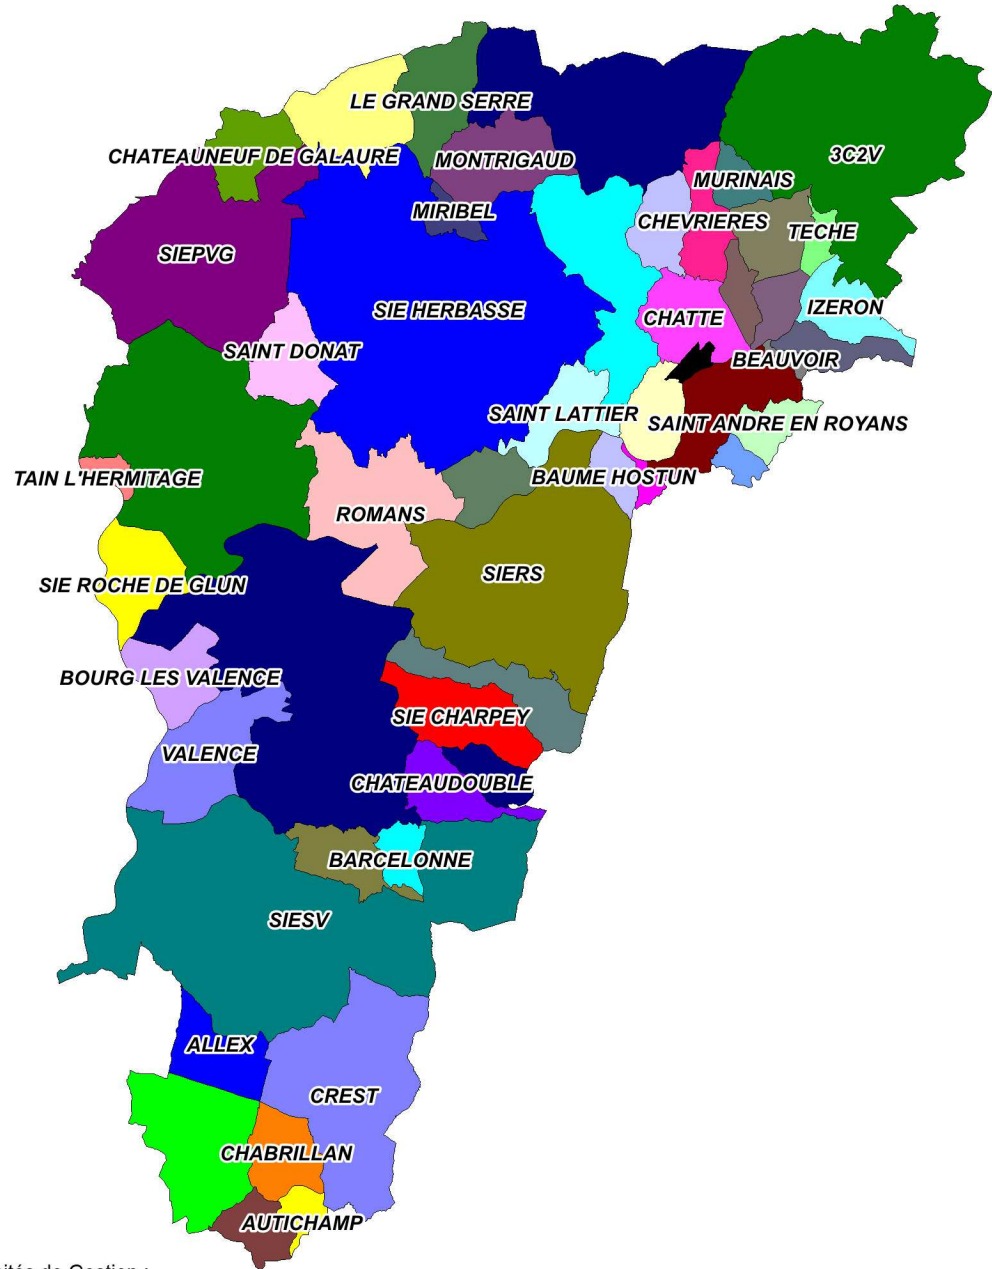 LE GRAND SERRE
CHATEAUNEUF DE GALAURE
MONTRIGAUD
3C2V
MURINAIS
MIRIBEL
CHEVRIERES
TECHE
SIEPVG
SIE HERBASSE
CHATTE
IZERON
SAINT DONAT
BEAUVOIR
SAINT LATTIER
SAINT ANDRE EN ROYANS
TAIN L'HERMITAGE
BAUME HOSTUN
ROMANS
SIERS
SIE ROCHE DE GLUN
BOURG LES VALENCE
SIE CHARPEY
VALENCE
CHATEAUDOUBLE
BARCELONNE
SIESV
ALLEX
CREST
CHABRILLAN
AUTICHAMP